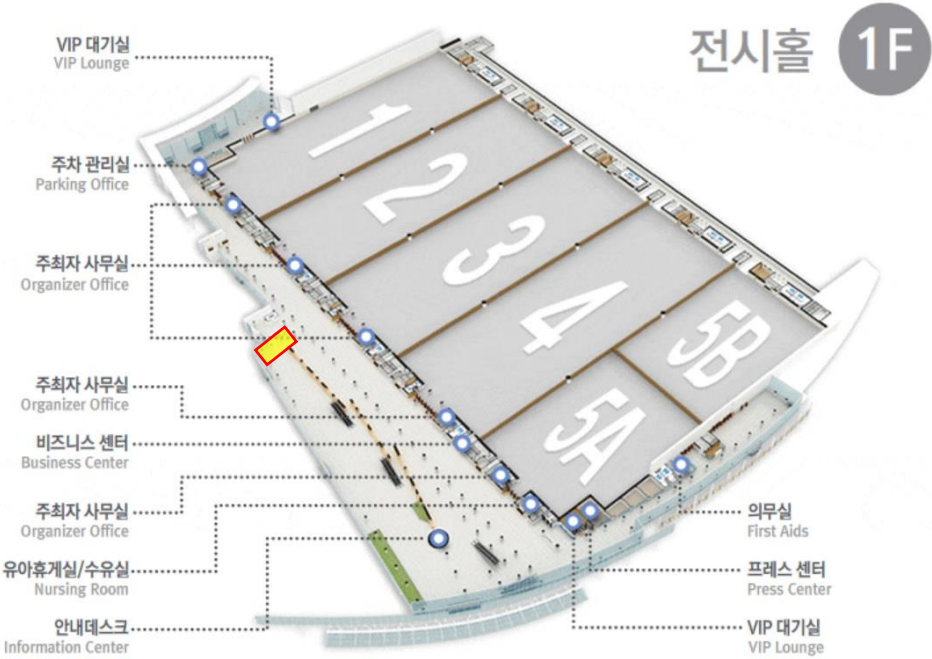 전시홀 1F
VIP 대기실
VIP Lounge
주차 관리실
Parking Office
주최자 사무실
Organizer Office
주최자 사무실
Organizer Office
비즈니스 센터
Business Center
주최자 사무실
Organizer Office
유아휴게실/수유실
Nursing Room
안내데스크
Information Center
1
2
3
4
5B
5A
의무실
First Aids
프레스 센터
Press Center
VIP 대기실
VIP Lounge